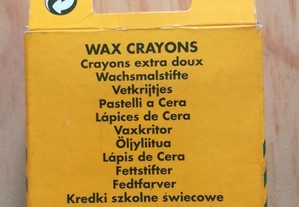 WAX CRAYONS
Crayons extra doux
Wachsmalstifte
Vetkrijtjes
Pastelli a Cera
Lápices de Cera
Vaxkritor
Öljyliitua
Lápis de Cera
Fettstifter
Fedtfarver
Kredki szkolne świecowe